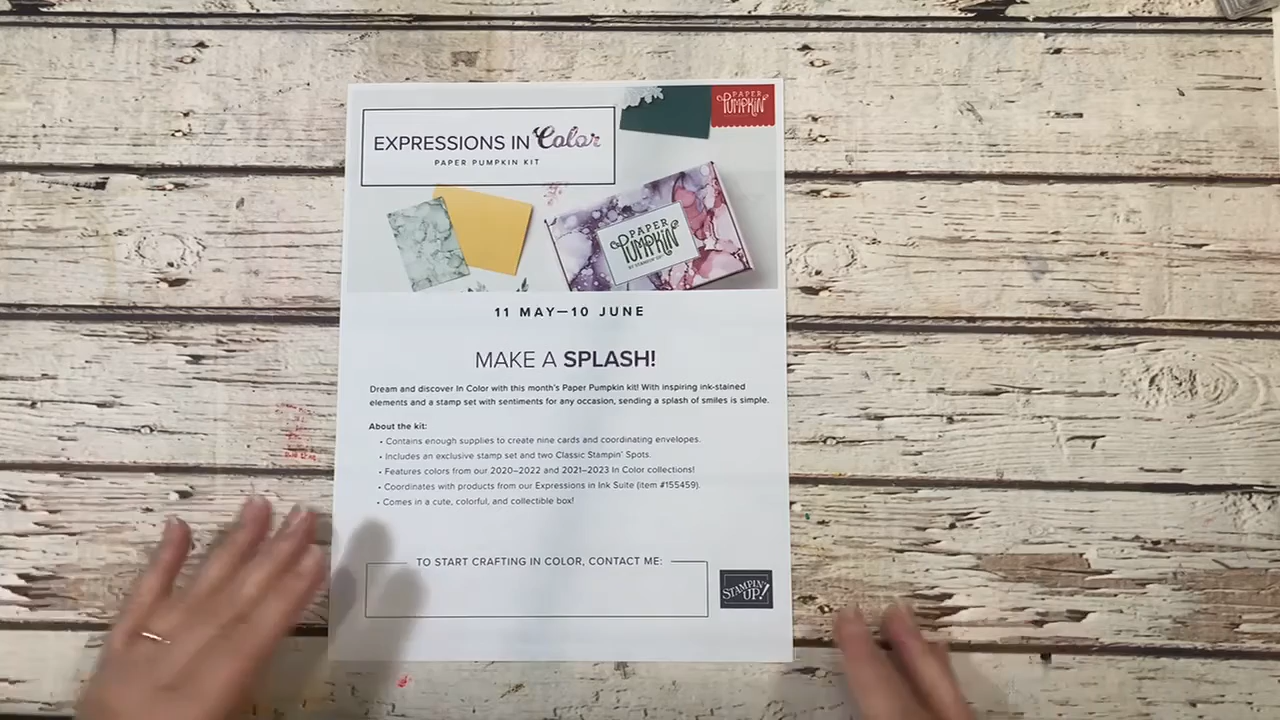 PAPER
PUMPKIN
EXPRESSIONS IN Color
PAPER PUMPKIN KIT
PAPER
PUMPKIN
BY STAMPIN' UP!
11 MAY—10 JUNE
MAKE A SPLASH!
Dream and discover In Color with this month's Paper Pumpkin kit! With inspiring ink-stained
elements and a stamp set with sentiments for any occasion, sending a splash of smiles is simple.
About the kit:
• Contains enough supplies to create nine cards and coordinating envelopes.
• Includes an exclusive stamp set and two Classic Stampin' Spots.
• Features colors from our 2020–2022 and 2021–2023 In Color collections!
• Coordinates with products from our Expressions in Ink Suite (item #155459).
• Comes in a cute, colorful, and collectible box!
TO START CRAFTING IN COLOR, CONTACT ME:
STAMPIN'
UP!